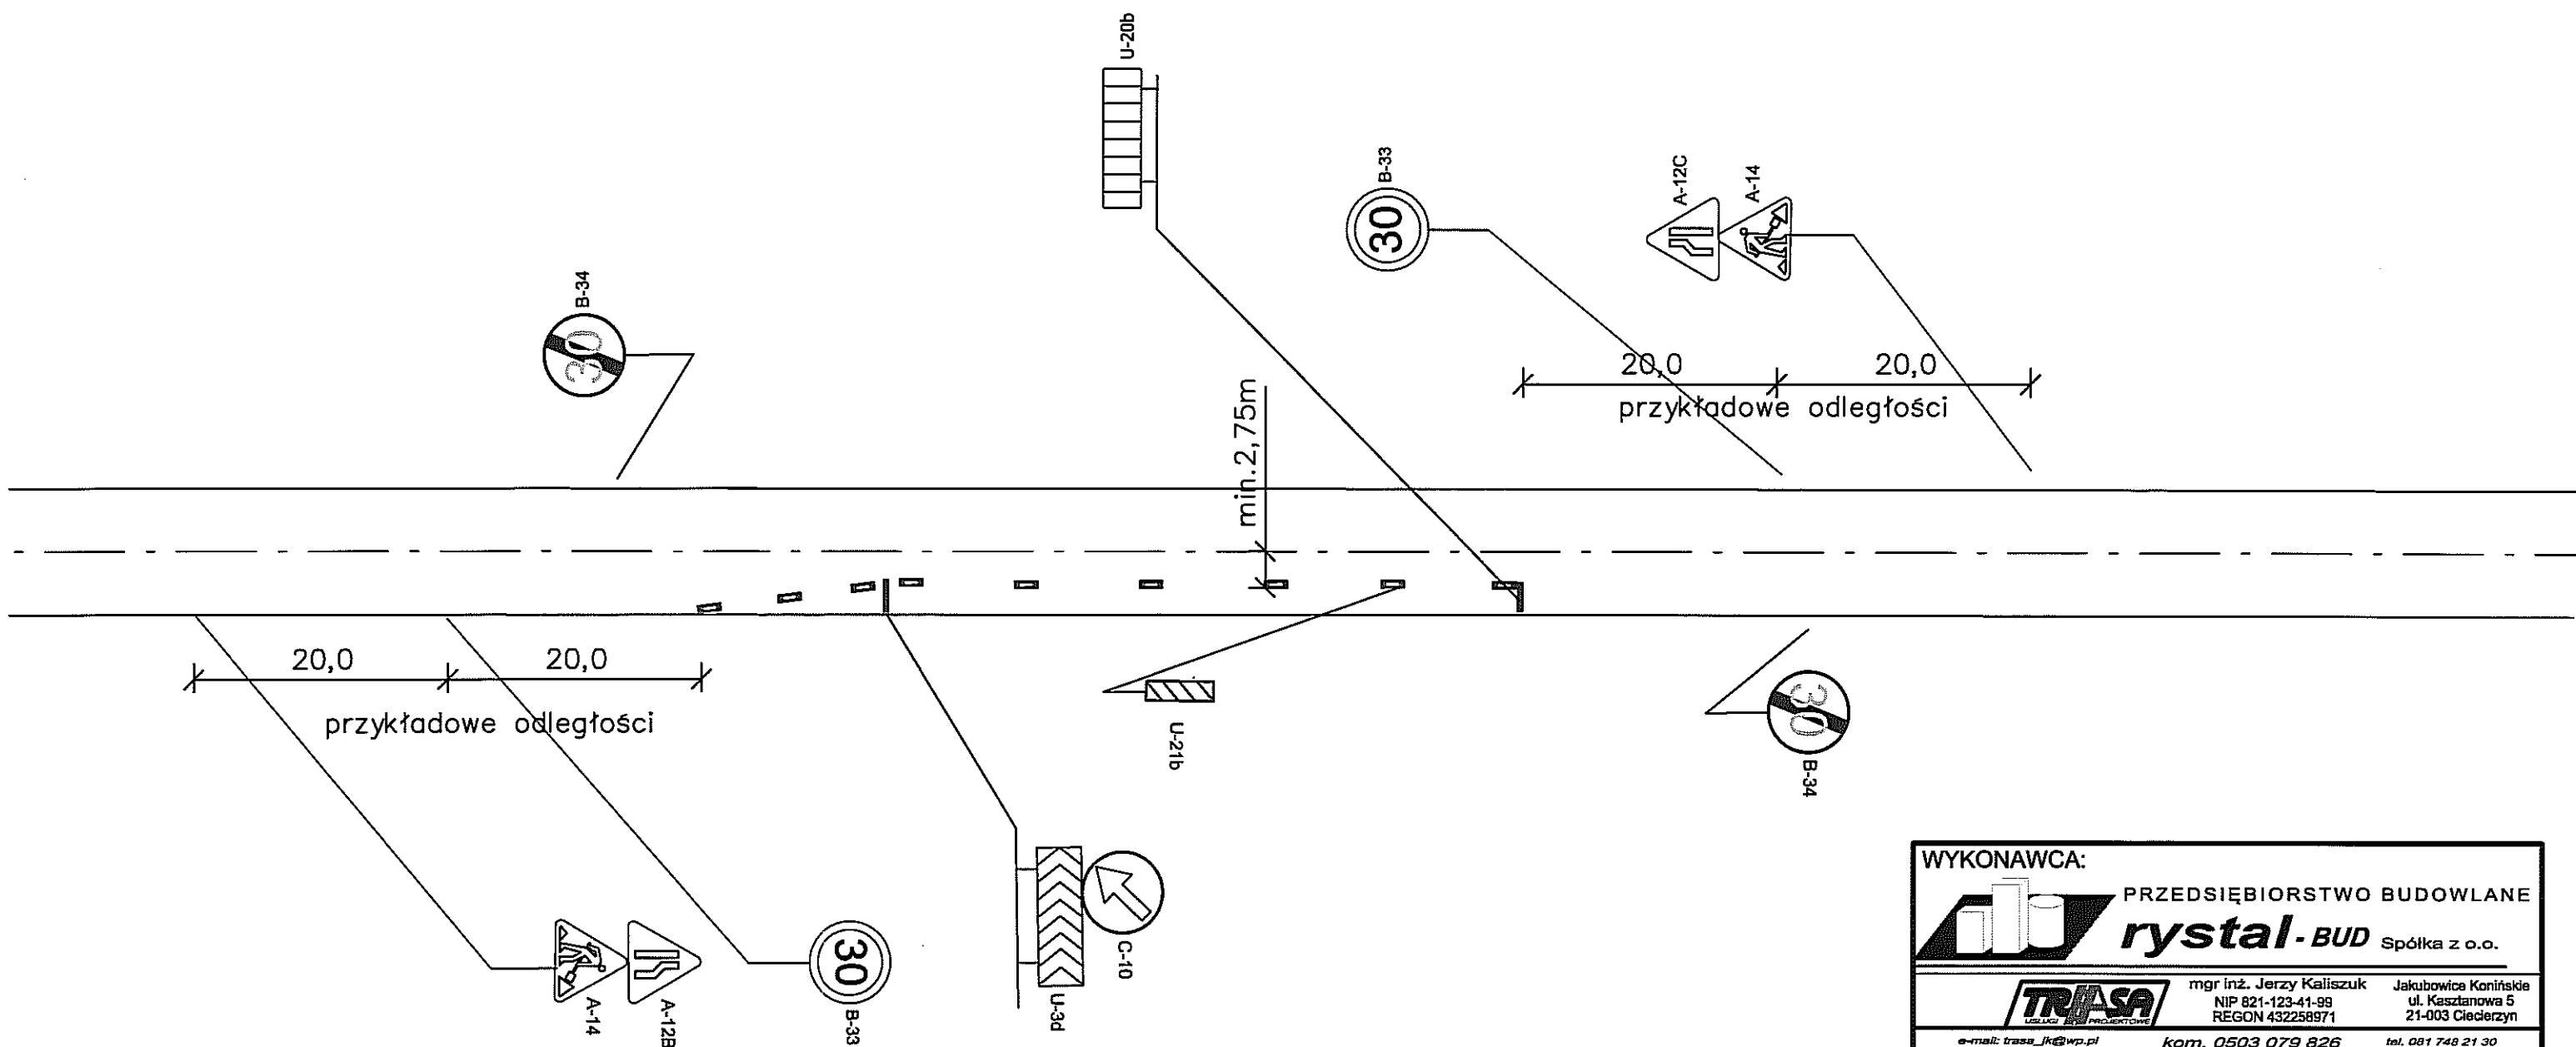 U-20b
B-33
30
A-12C
A-14
B-34
30
20,0
20,0
przykładowe odległości
min.2,75m
20,0
20,0
przykładowe odległości
U-21b
30
B-34
A-14
A-12B
30
B-33
U-3d
C-10
WYKONAWCA:
PRZEDSIĘBIORSTWO BUDOWLANE
rystal-BUD Spółka z o.o.
TRASA
USŁUGI PROJEKTOWE
mgr inż. Jerzy Kaliszuk
NIP 821-123-41-99
REGON 432258971
Jakubowice Konińskie
ul. Kasztanowa 5
21-003 Ciecierzyn
e-mail: trasa_jk@wp.pl
kom. 0503 079 826
tel. 081 748 21 30